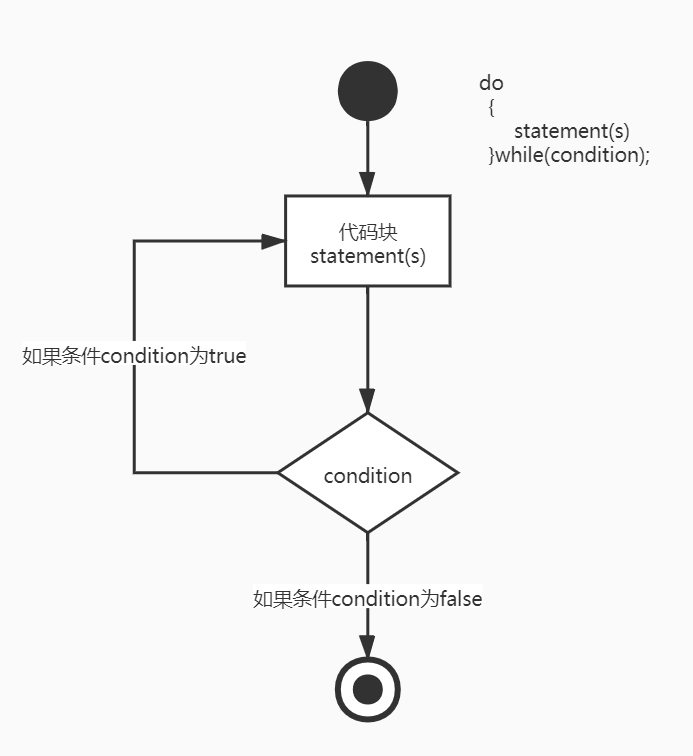 do
{
statement(s)
}while(condition);
代码块
statement(s)
如果条件condition为true
condition
如果条件condition为false